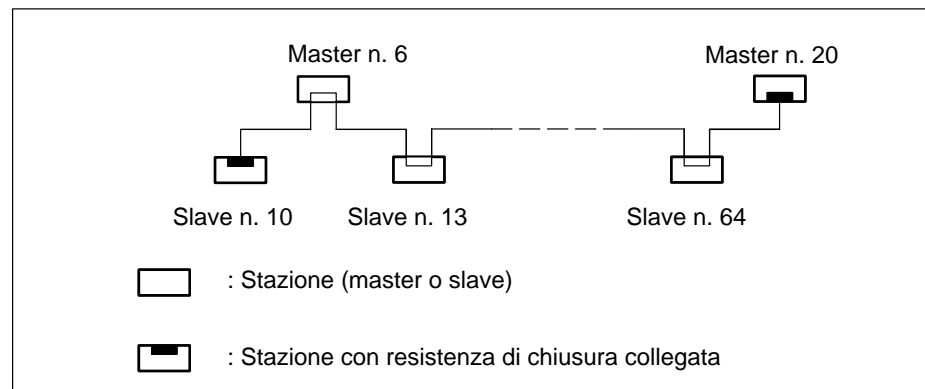 Master n. 6
Master n. 20
Slave n. 10
Slave n. 13
Slave n. 64
: Stazione (master o slave)
: Stazione con resistenza di chiusura collegata